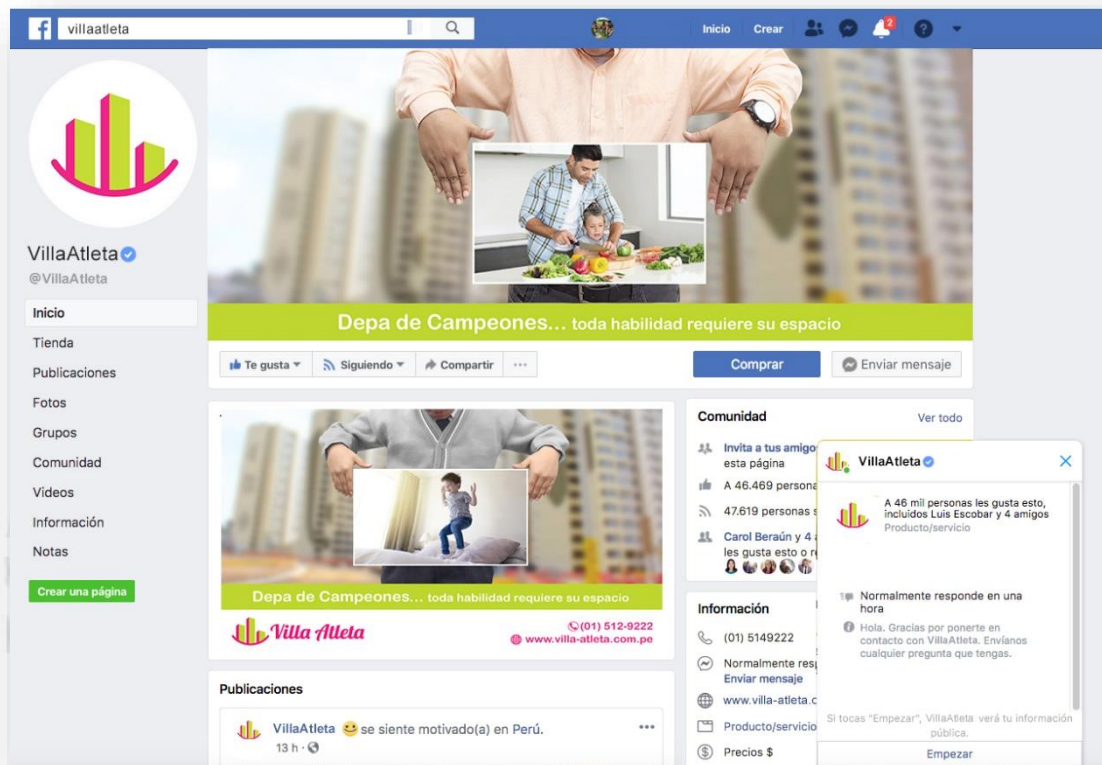 villaatleta
Inicio
Crear
2
VillaAtleta
@VillaAtleta
Inicio
Tienda
Publicaciones
Fotos
Grupos
Comunidad
Videos
Información
Notas
Crear una página
Depa de Campeones... toda habilidad requiere su espacio
Te gusta
Siguiendo
Compartir
Comprar
Enviar mensaje
Depa de Campeones... toda habilidad requiere su espacio
Villa Atleta
(01) 512-9222
www.villa-atleta.com.pe
Publicaciones
VillaAtleta se siente motivado(a) en Perú.
13 h
Comunidad
Ver todo
Invita a tus amigo
esta página
A 46.469 persona
47.619 personas s
Carol Beraún y 4 a
les gusta esto o re
Información
(01) 5149222
Normalmente resp
Enviar mensaje
www.villa-atleta.c
Producto/servicio
Precios $
VillaAtleta
A 46 mil personas les gusta esto,
incluidos Luis Escobar y 4 amigos
Producto/servicio
Normalmente responde en una
hora
Hola. Gracias por ponerte en
contacto con VillaAtleta. Envíanos
cualquier pregunta que tengas.
Si tocas "Empezar", VillaAtleta verá tu información
pública.
Empezar